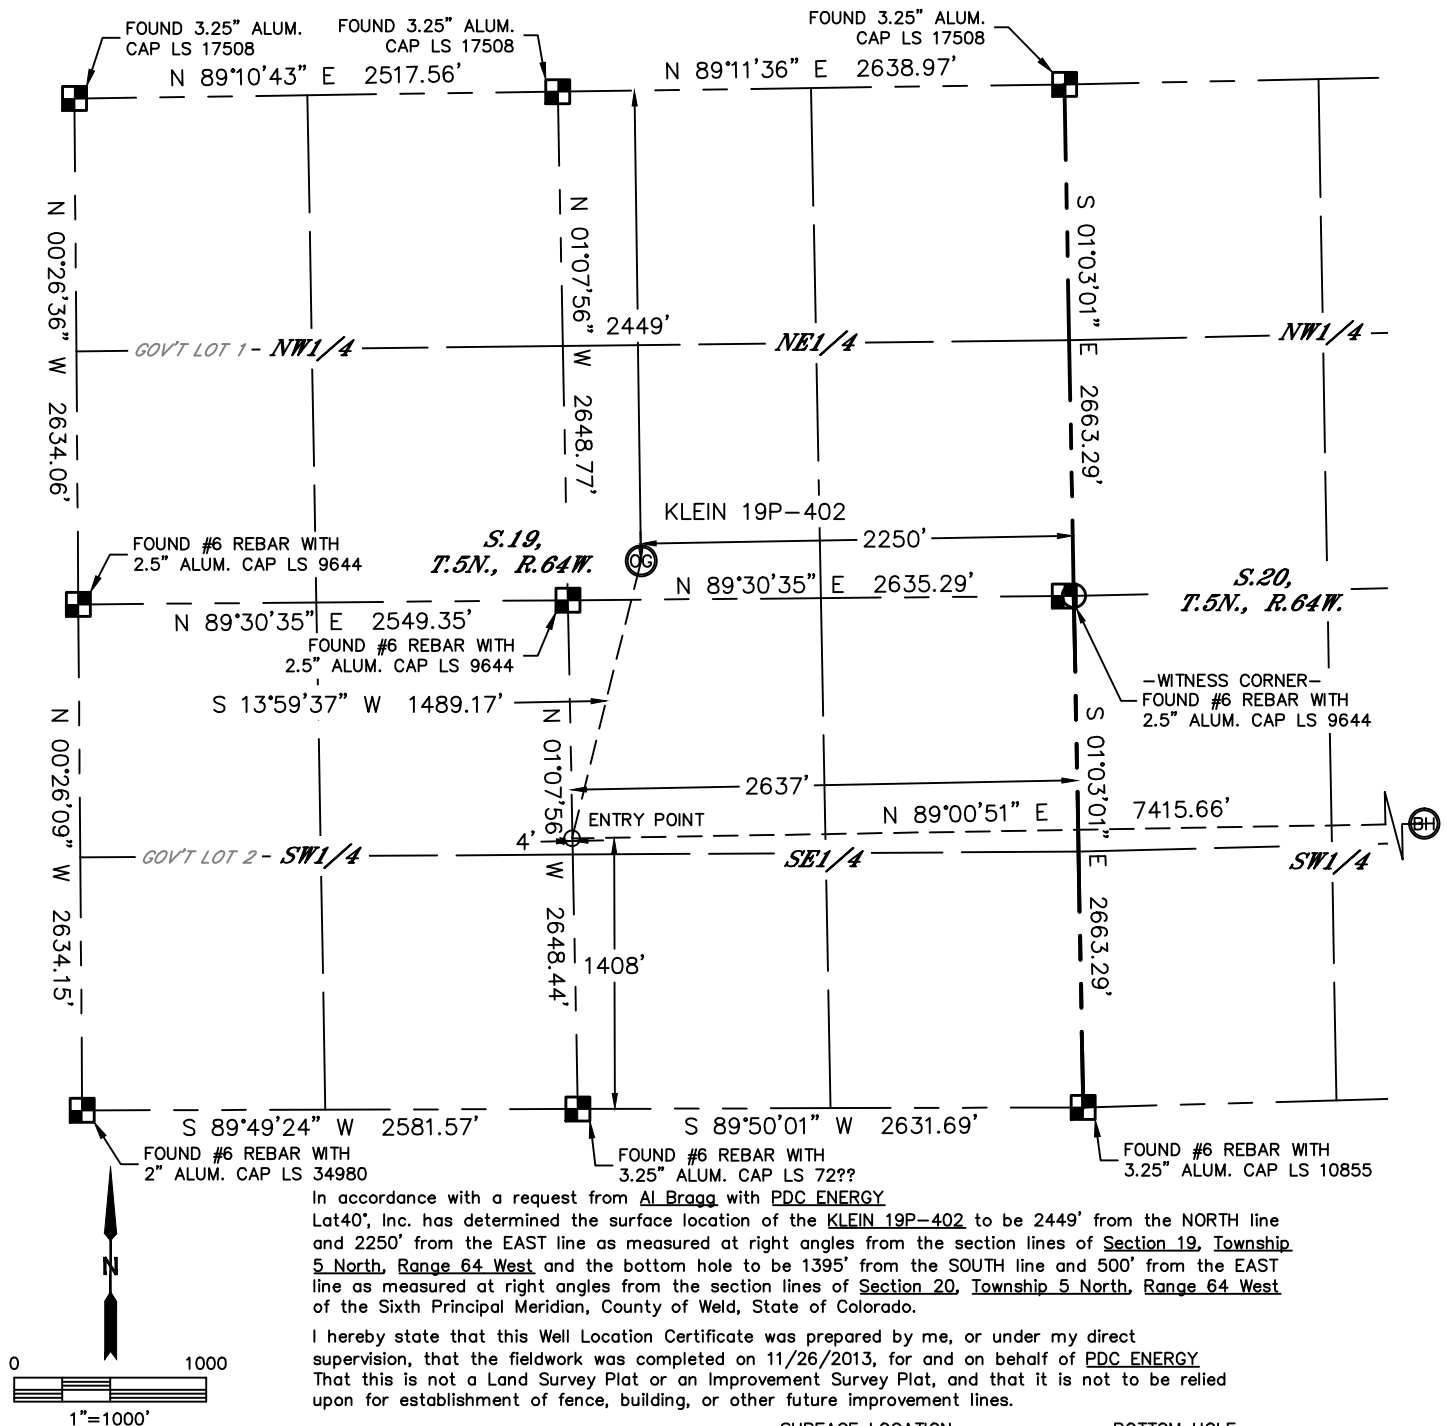 FOUND 3.25" ALUM.
CAP LS 17508
FOUND 3.25" ALUM.
CAP LS 17508
FOUND 3.25" ALUM.
CAP LS 17508
N 89°10'43" E 2517.56'
N 89°11'36" E 2638.97'
N 00°26'36" W 2634.06'
N 01°07'56" W 2648.77'
S 01°03'01" E 2663.29'
2449'
GOV'T LOT 1 - NW1/4
NE1/4
NW1/4
KLEIN 19P-402
2250'
FOUND #6 REBAR WITH
2.5" ALUM. CAP LS 9644
S.19,
T.5N., R.64W.
OG
N 89°30'35" E 2635.29'
S.20,
T.5N., R.64W.
N 89°30'35" E 2549.35'
FOUND #6 REBAR WITH
2.5" ALUM. CAP LS 9644
S 13°59'37" W 1489.17'
-WITNESS CORNER-
FOUND #6 REBAR WITH
2.5" ALUM. CAP LS 9644
N 00°26'09" W 2634.15'
N 01°07'56" W 2648.44'
S 01°03'01" E 2663.29'
2637'
ENTRY POINT
N 89°00'51" E 7415.66'
BH
4'
GOV'T LOT 2 - SW1/4
SE1/4
SW1/4
1408'
S 89°49'24" W 2581.57'
S 89°50'01" W 2631.69'
FOUND #6 REBAR WITH
2" ALUM. CAP LS 34980
FOUND #6 REBAR WITH
3.25" ALUM. CAP LS 72??
FOUND #6 REBAR WITH
3.25" ALUM. CAP LS 10855
In accordance with a request from Al Bragg with PDC ENERGY
Lat40°, Inc. has determined the surface location of the KLEIN 19P-402 to be 2449' from the NORTH line
and 2250' from the EAST line as measured at right angles from the section lines of Section 19, Township
5 North, Range 64 West and the bottom hole to be 1395' from the SOUTH line and 500' from the EAST
line as measured at right angles from the section lines of Section 20, Township 5 North, Range 64 West
of the Sixth Principal Meridian, County of Weld, State of Colorado.
I hereby state that this Well Location Certificate was prepared by me, or under my direct
supervision, that the fieldwork was completed on 11/26/2013, for and on behalf of PDC ENERGY
That this is not a Land Survey Plat or an Improvement Survey Plat, and that it is not to be relied
upon for establishment of fence, building, or other future improvement lines.
N
0 1000
1"=1000'
SURFACE LOCATION BOTTOM HOLE